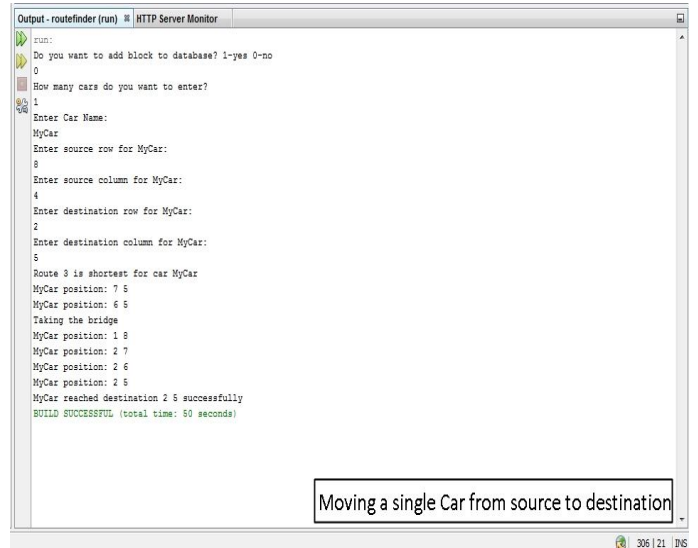 Output - routefinder (run) HTTP Server Monitor
run:
Do you want to add block to database? 1-yes 0-no
0
How many cars do you want to enter?
1
Enter Car Name:
MyCar
Enter source row for MyCar:
8
Enter source column for MyCar:
4
Enter destination row for MyCar:
2
Enter destination column for MyCar:
5
Route 3 is shortest for car MyCar
MyCar position: 7 5
MyCar position: 6 5
Taking the bridge
MyCar position: 1 8
MyCar position: 2 7
MyCar position: 2 6
MyCar position: 2 5
MyCar reached destination 2 5 successfully
BUILD SUCCESSFUL (total time: 50 seconds)
Moving a single Car from source to destination
306 | 21 INS